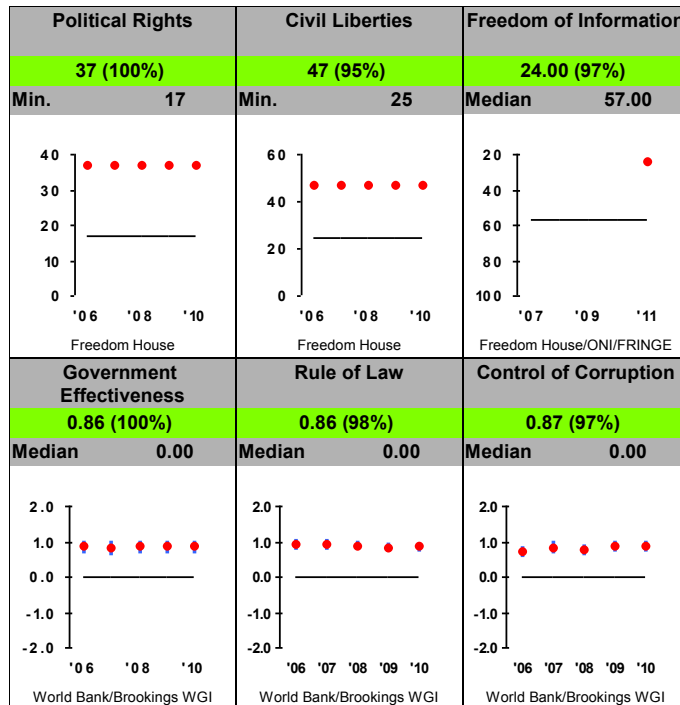 Political Rights
Civil Liberties
Freedom of Information
37 (100%)
47 (95%)
24.00 (97%)
Min. 17
Min. 25
Median 57.00
40
30
20
10
0
'06 '08 '10
Freedom House
60
40
20
0
'06 '08 '10
Freedom House
20
40
60
80
100
'07 '09 '11
Freedom House/ONI/FRINGE
Government
Effectiveness
Rule of Law
Control of Corruption
0.86 (100%)
0.86 (98%)
0.87 (97%)
Median 0.00
Median 0.00
Median 0.00
2.0
1.0
0.0
-1.0
-2.0
'06 '08 '10
World Bank/Brookings WGI
2.0
1.0
0.0
-1.0
-2.0
'06 '07 '08 '09 '10
World Bank/Brookings WGI
2.0
1.0
0.0
-1.0
-2.0
'06 '07 '08 '09 '10
World Bank/Brookings WGI